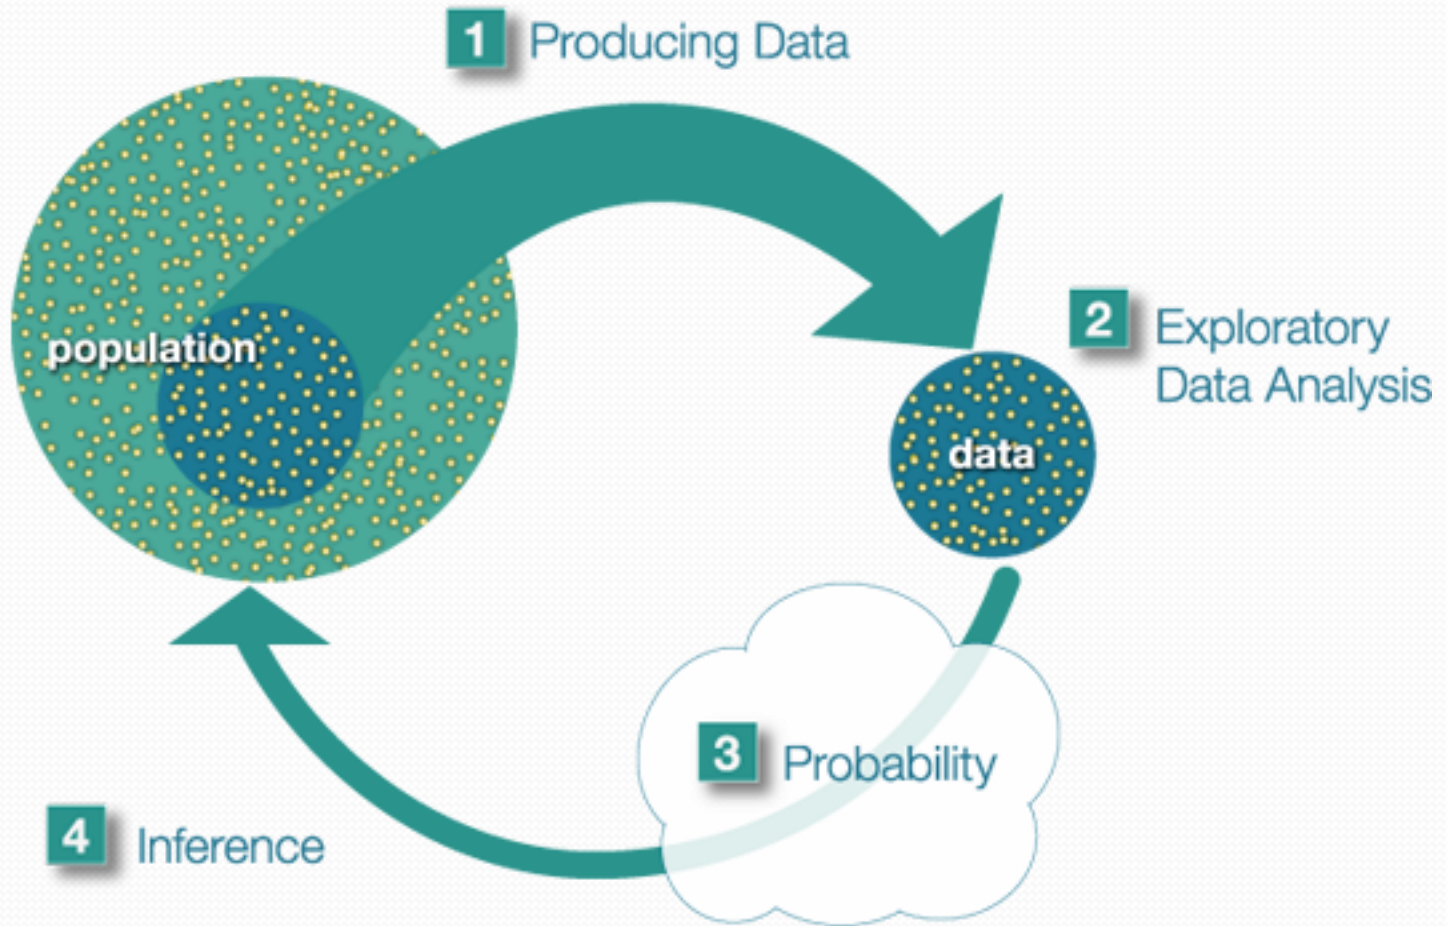 1 Producing Data
population
2 Exploratory
Data Analysis
data
3 Probability
4 Inference